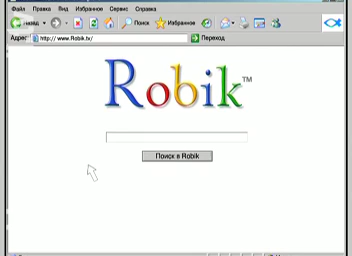 Файл Правка Вид Избранное Сервис Справка
Назад Поиск Избранное
Адрес http:// www.Robik.tv/ Переход
Robik™
Поиск в Robik